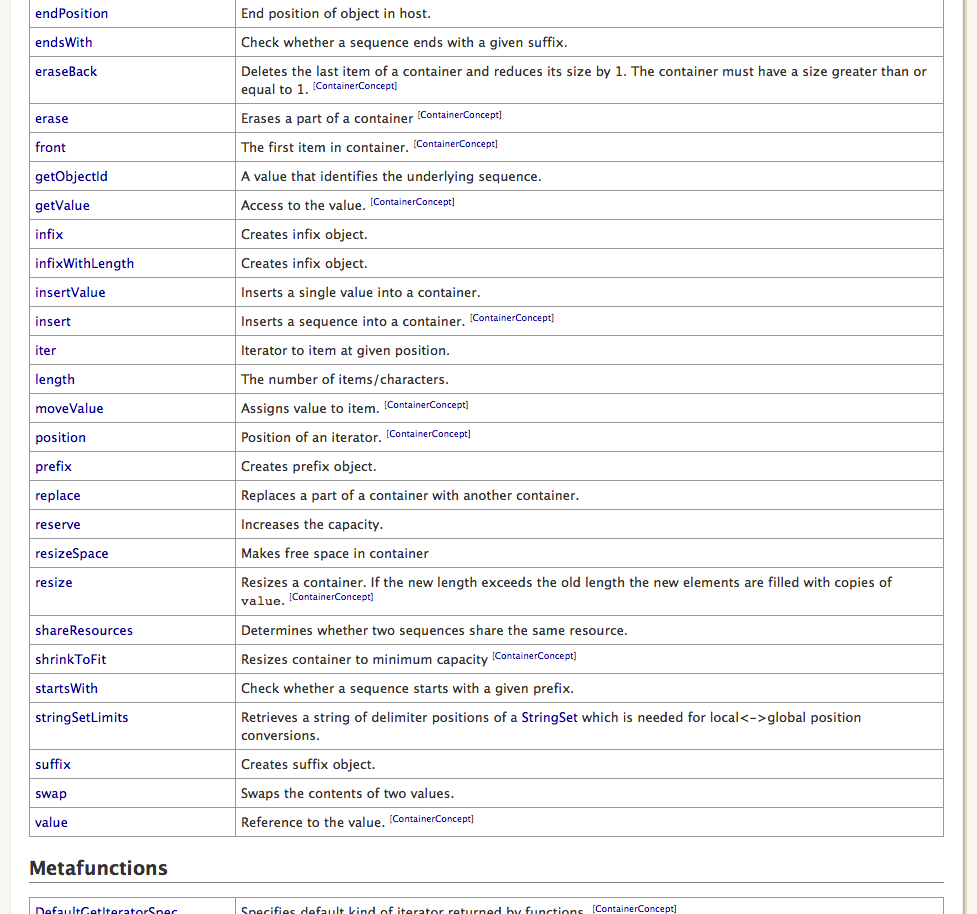 endPosition End position of object in host.
endsWith Check whether a sequence ends with a given suffix.
eraseBack Deletes the last item of a container and reduces its size by 1. The container must have a size greater than or
equal to 1. [ContainerConcept]
erase Erases a part of a container [ContainerConcept]
front The first item in container. [ContainerConcept]
getObjectId A value that identifies the underlying sequence.
getValue Access to the value. [ContainerConcept]
infix Creates infix object.
infixWithLength Creates infix object.
insertValue Inserts a single value into a container.
insert Inserts a sequence into a container. [ContainerConcept]
iter Iterator to item at given position.
length The number of items/characters.
moveValue Assigns value to item. [ContainerConcept]
position Position of an iterator. [ContainerConcept]
prefix Creates prefix object.
replace Replaces a part of a container with another container.
reserve Increases the capacity.
resizeSpace Makes free space in container
resize Resizes a container. If the new length exceeds the old length the new elements are filled with copies of
value. [ContainerConcept]
shareResources Determines whether two sequences share the same resource.
shrinkToFit Resizes container to minimum capacity [ContainerConcept]
startsWith Check whether a sequence starts with a given prefix.
stringSetLimits Retrieves a string of delimiter positions of a StringSet which is needed for local<->global position
conversions.
suffix Creates suffix object.
swap Swaps the contents of two values.
value Reference to the value. [ContainerConcept]
Metafunctions
DefaultGetIteratorSpec Specifies default kind of iterator returned by functions. [ContainerConcept]